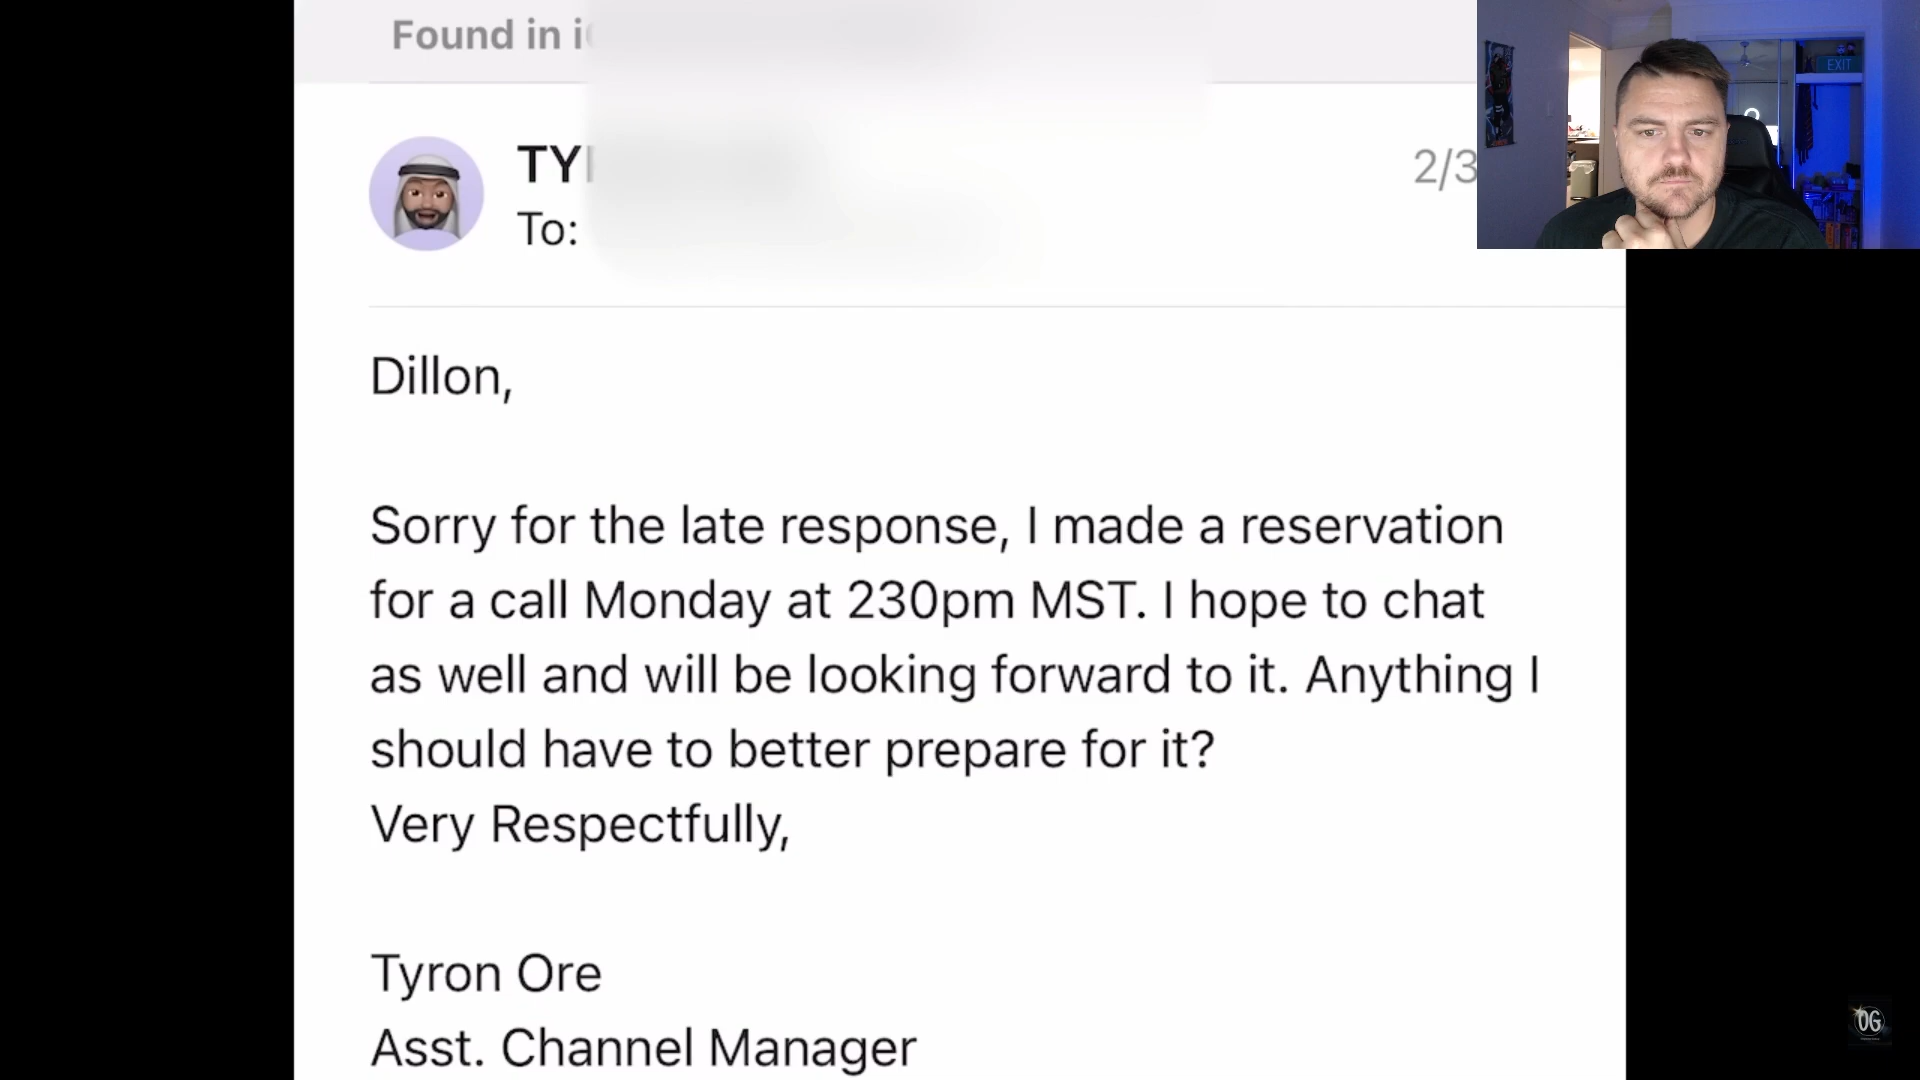 Found in
TY
2/3
To:
Dillon,
Sorry for the late response, I made a reservation
for a call Monday at 230pm MST. I hope to chat
as well and will be looking forward to it. Anything I
should have to better prepare for it?
Very Respectfully,
Tyron Ore
Asst. Channel Manager
EXIT
OG